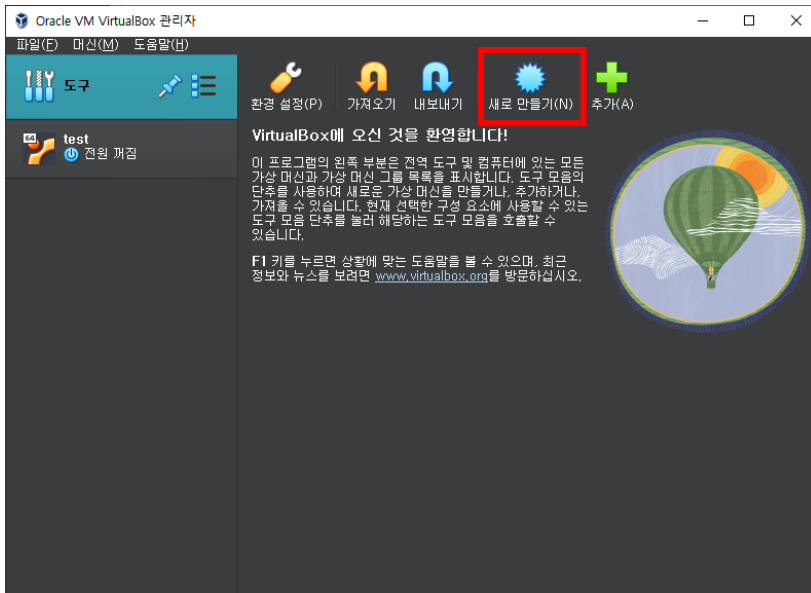 Oracle VM VirtualBox 관리자
파일(F) 머신(M) 도움말(H)
도구
환경 설정(P) 가져오기 내보내기 새로 만들기(N) 추가(A)
64
test
전원 꺼짐
VirtualBox에 오신 것을 환영합니다!
이 프로그램의 왼쪽 부분은 전역 도구 및 컴퓨터에 있는 모든
가상 머신과 가상 머신 그룹 목록을 표시합니다. 도구 모음의
단추를 사용하여 새로운 가상 머신을 만들거나, 추가하거나,
가져올 수 있습니다. 현재 선택한 구성 요소에 사용할 수 있는
도구 모음 단추를 눌러 해당하는 도구 모음을 호출할 수
있습니다.
F1 키를 누르면 상황에 맞는 도움말을 볼 수 있으며, 최근
정보와 뉴스를 보려면 www.virtualbox.org를 방문하십시오.